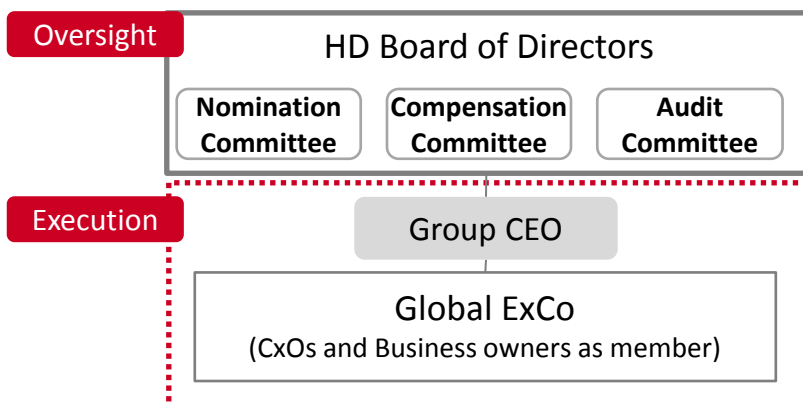 Oversight
HD Board of Directors
Nomination
Committee
Compensation
Committee
Audit
Committee
Execution
Group CEO
Global ExCo
(CxOs and Business owners as member)